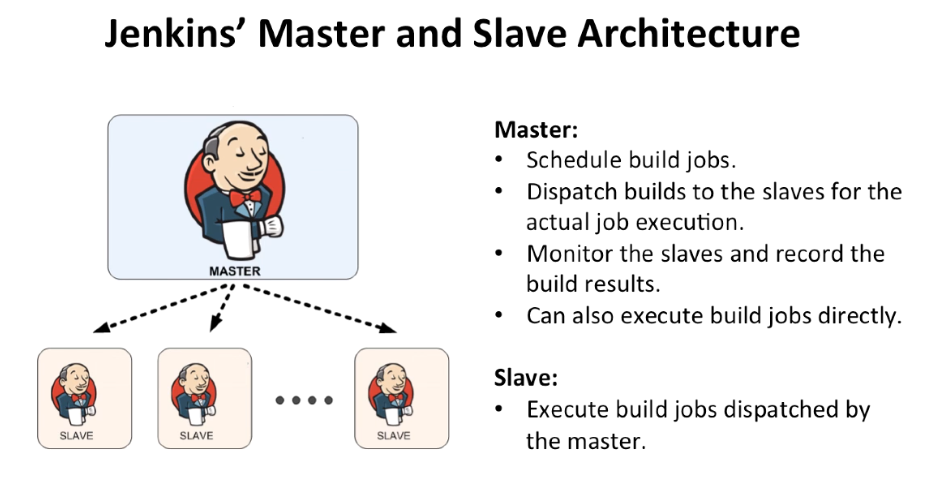 Jenkins’ Master and Slave Architecture
MASTER
SLAVE
SLAVE
SLAVE
Master:
• Schedule build jobs.
• Dispatch builds to the slaves for the
actual job execution.
• Monitor the slaves and record the
build results.
• Can also execute build jobs directly.
Slave:
• Execute build jobs dispatched by
the master.